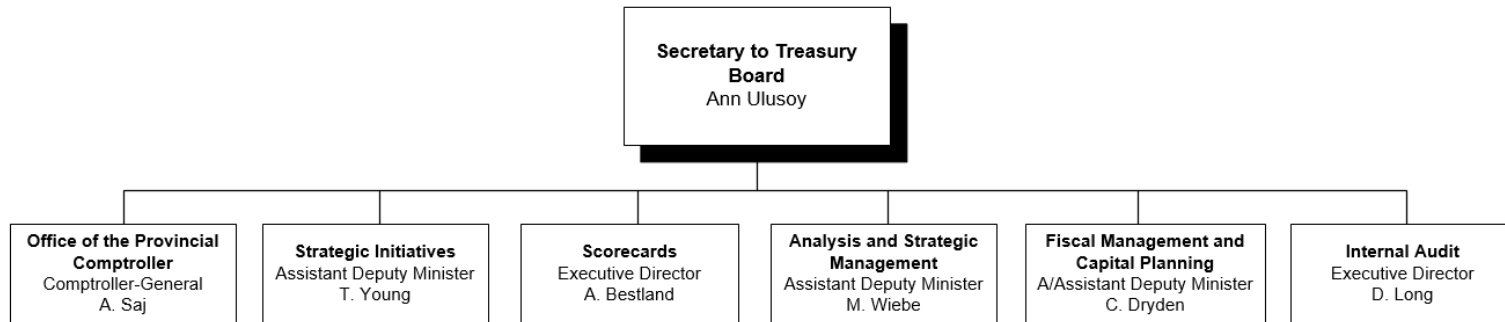 Secretary to Treasury
Board
Ann Ulusoy
Office of the Provincial
Comptroller
Comptroller-General
A. Saj
Strategic Initiatives
Assistant Deputy Minister
T. Young
Scorecards
Executive Director
A. Bestland
Analysis and Strategic
Management
Assistant Deputy Minister
M. Wiebe
Fiscal Management and
Capital Planning
A/Assistant Deputy Minister
C. Dryden
Internal Audit
Executive Director
D. Long